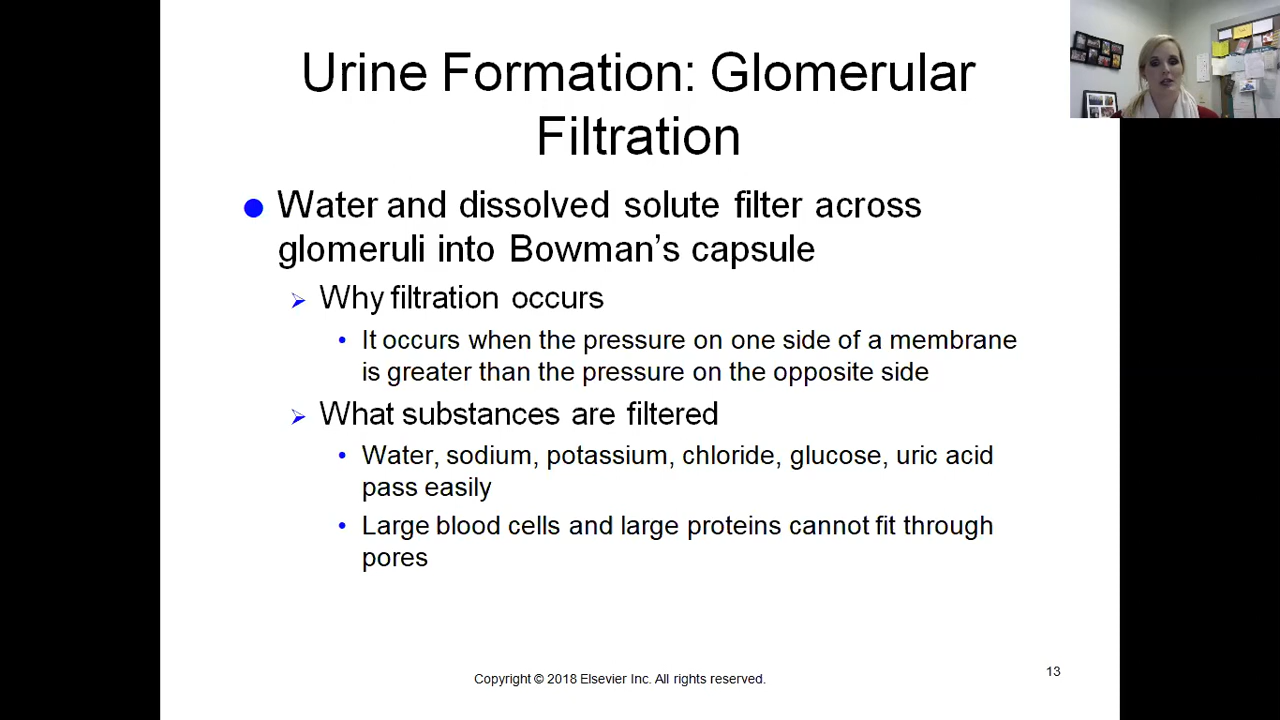 Urine Formation: Glomerular
Filtration
Water and dissolved solute filter across
glomeruli into Bowman's capsule
Why filtration occurs
It occurs when the pressure on one side of a membrane
is greater than the pressure on the opposite side
What substances are filtered
Water, sodium, potassium, chloride, glucose, uric acid
pass easily
Large blood cells and large proteins cannot fit through
pores
Copyright © 2018 Elsevier Inc. All rights reserved.
13